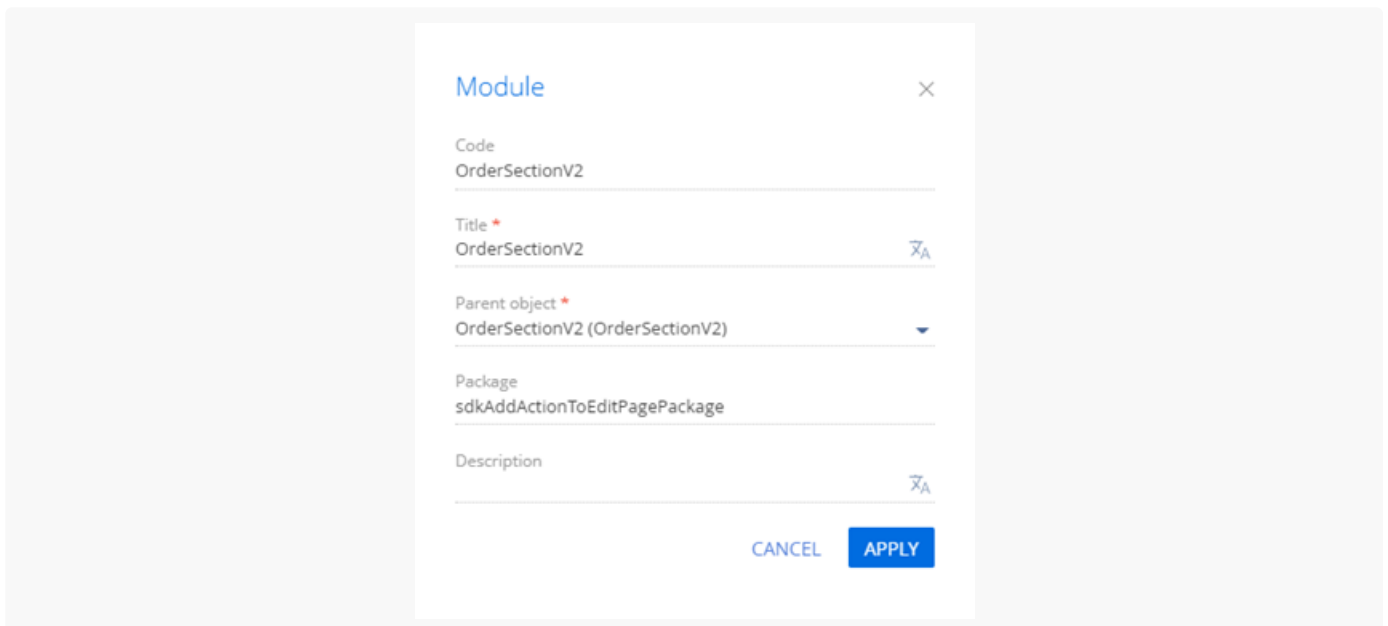 Module
Code
OrderSectionV2
Title *
OrderSectionV2
Parent object *
OrderSectionV2 (OrderSectionV2)
Package
sdkAddActionToEditPagePackage
Description
CANCEL APPLY